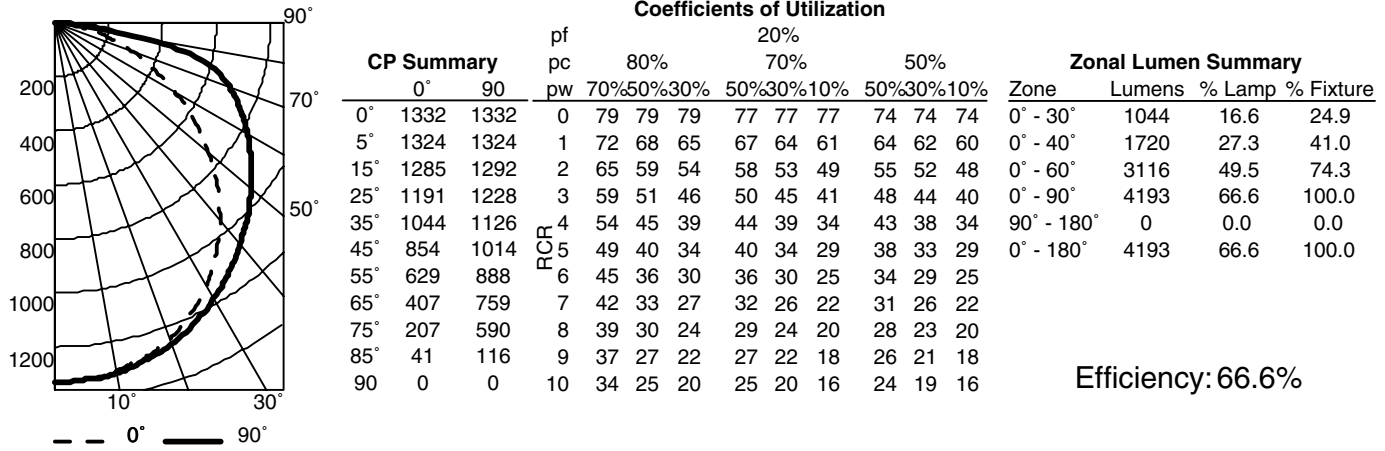 90°
200
400
600
800
1000
1200
70°
50°
10° 30°
0° 90°
CP Summary
0° 90
0° 1332 1332
5° 1324 1324
15° 1285 1292
25° 1191 1228
35° 1044 1126
45° 854 1014
55° 629 888
65° 407 759
75° 207 590
85° 41 116
90 0 0
Coefficients of Utilization
pf 20%
pc 80% 70% 50%
pw 70%50%30% 50%30%10% 50%30%10%
RCR
0 79 79 79 77 77 77 74 74 74
1 72 68 65 67 64 61 64 62 60
2 65 59 54 58 53 49 55 52 48
3 59 51 46 50 45 41 48 44 40
4 54 45 39 44 39 34 43 38 34
5 49 40 34 40 34 29 38 33 29
6 45 36 30 36 30 25 34 29 25
7 42 33 27 32 26 22 31 26 22
8 39 30 24 29 24 20 28 23 20
9 37 27 22 27 22 18 26 21 18
10 34 25 20 25 20 16 24 19 16
Zonal Lumen Summary
Zone Lumens % Lamp % Fixture
0° - 30° 1044 16.6 24.9
0° - 40° 1720 27.3 41.0
0° - 60° 3116 49.5 74.3
0° - 90° 4193 66.6 100.0
90° - 180° 0 0.0 0.0
0° - 180° 4193 66.6 100.0
Efficiency: 66.6%